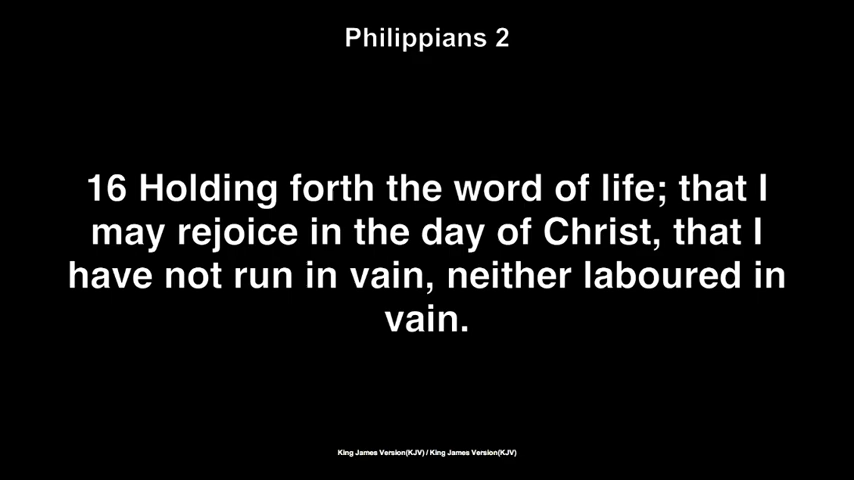 Philippians 2
16 Holding forth the word of life; that I
may rejoice in the day of Christ, that I
have not run in vain, neither laboured in
vain.
King James Version(KJV) / King James Version(KJV)